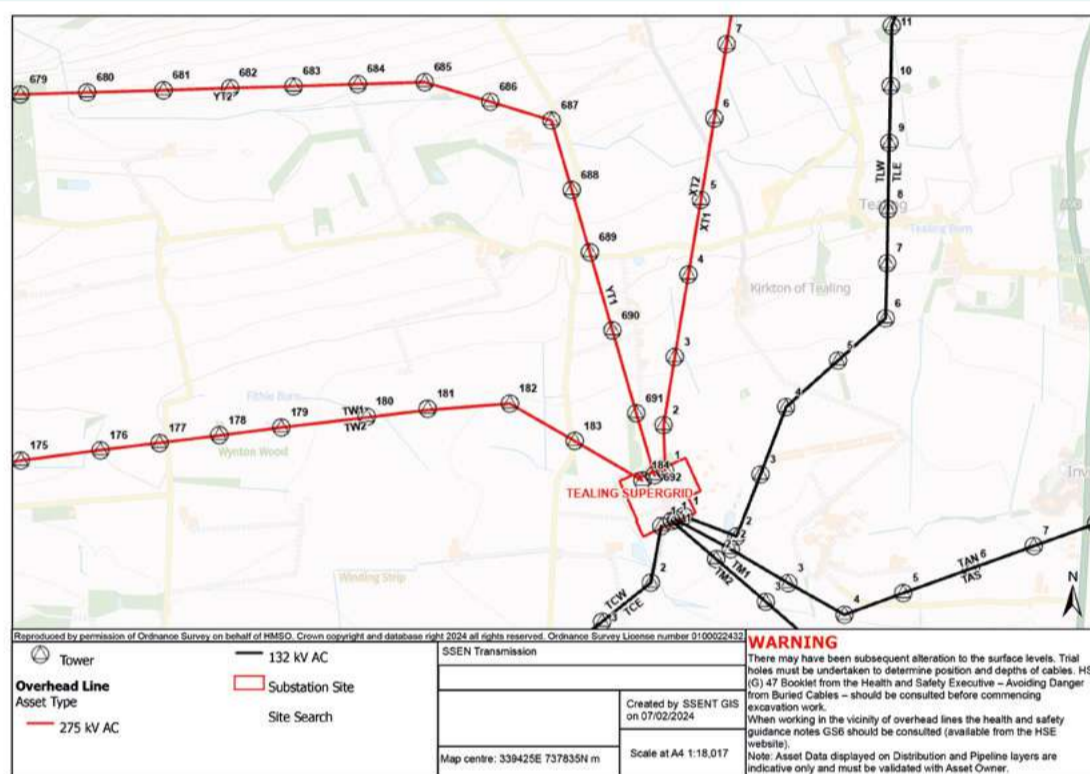 7
11
679
680
681
682
683
684
685
10
YT2
686
687
6
9
TLW
TLE
688
5
8
XT2
XT1
Tealing
7
Tealing Burn
689
4
Kirkton of Tealing
YT1
690
6
3
5
182
Fithie Burn
181
TW1
180
TW2
691
2
4
179
178
177
176
175
Wynton Wood
183
1
184
692
3
TEALING SUPERGRID
1
2
2
7
2
TM1
TM2
Winding Strip
2
3
3
TAN 6
TAS
5
4
TCW
TCE
3
N
Reproduced by permission of Ordnance Survey on behalf of HMSO. Crown copyright and database right 2024 all rights reserved. Ordnance Survey License number 0100022432
Tower
Overhead Line
Asset Type
275 kV AC
132 kV AC
Substation Site
Site Search
SSEN Transmission
Created by SSENT GIS
on 07/02/2024
Map centre: 339425E 737835N m
Scale at A4 1:18,017
WARNING
There may have been subsequent alteration to the surface levels. Trial
holes must be undertaken to determine position and depths of cables. HS
(G) 47 Booklet from the Health and Safety Executive – Avoiding Danger
from Buried Cables – should be consulted before commencing
excavation work.
When working in the vicinity of overhead lines the health and safety
guidance notes GS6 should be consulted (available from the HSE
website).
Note: Asset Data displayed on Distribution and Pipeline layers are
indicative only and must be validated with Asset Owner.